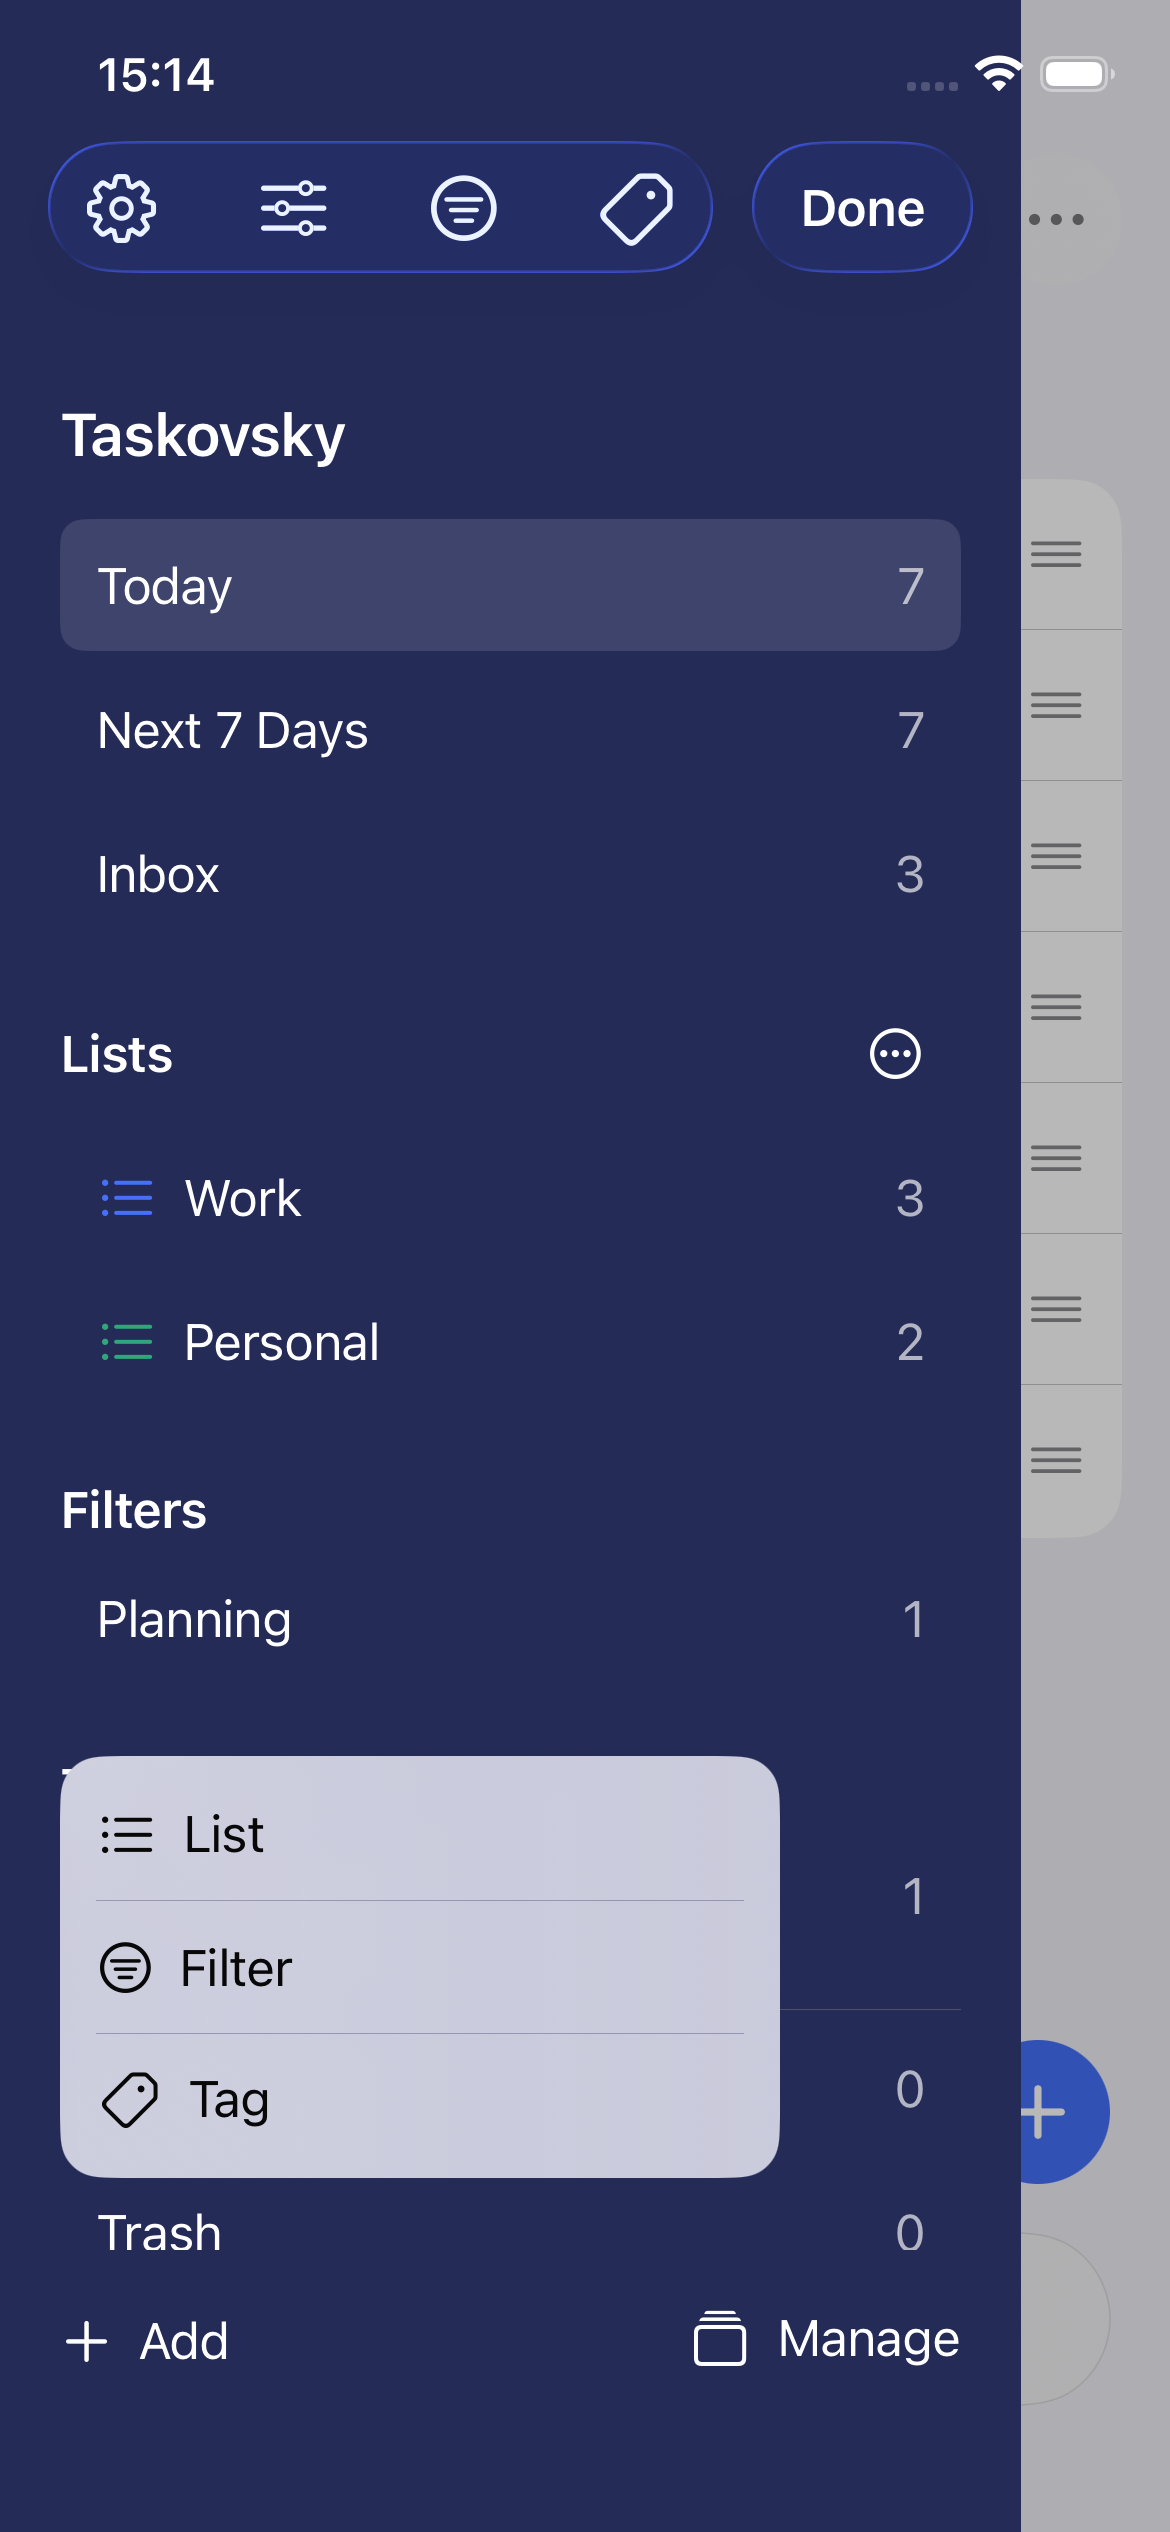 15:14
Done
Taskovsky
Today 7
Next 7 Days 7
Inbox 3
Lists
Work 3
Personal 2
Filters
Planning 1
List
1
Filter
Tag
0
Trash 0
Add Manage